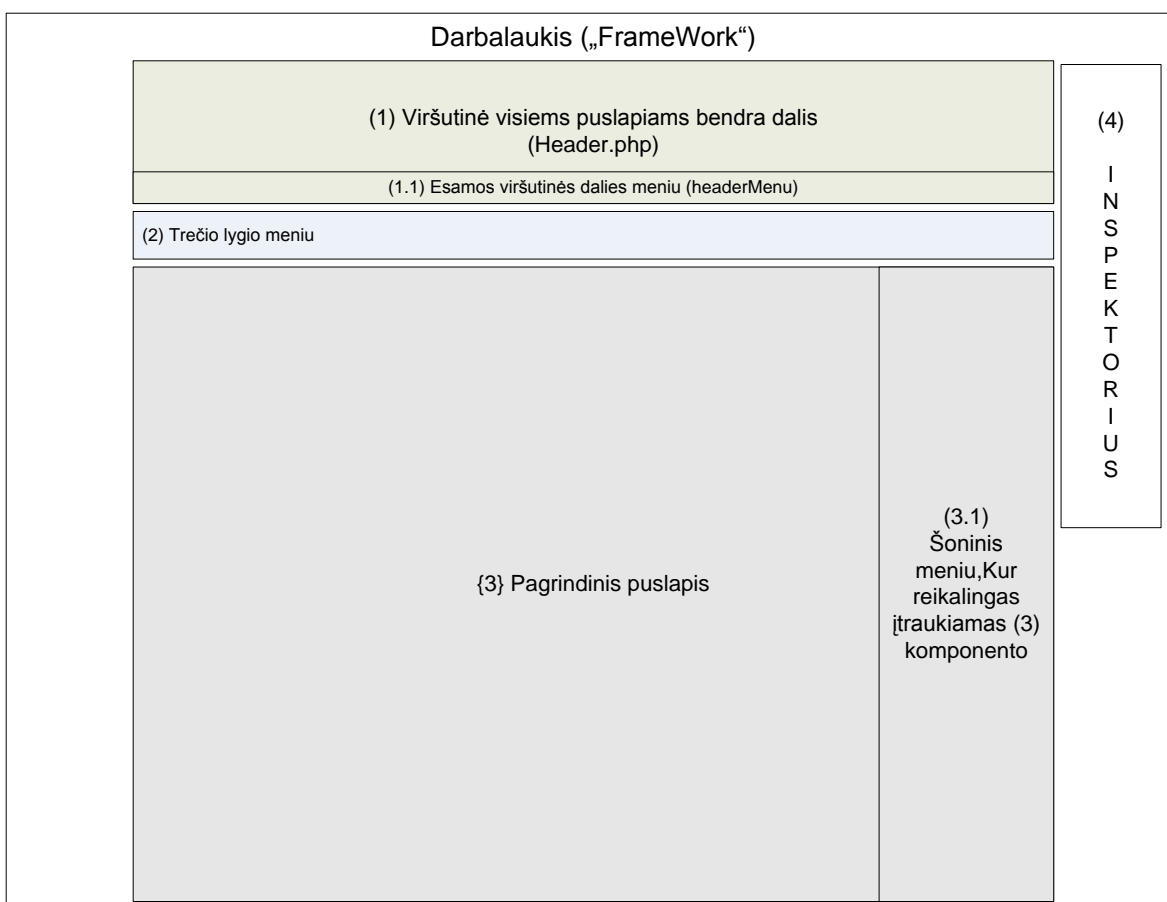 Darbalaukis („FrameWork“)
(1) Viršutinė visiems puslapiams bendra dalis
(Header.php)
(1.1) Esamos viršutinės dalies meniu (headerMenu)
(2) Trečio lygio meniu
{3} Pagrindinis puslapis
(3.1)
Šoninis
meniu,Kur
reikalingas
įtraukiamas (3)
komponento
(4)
I
N
S
P
E
K
T
O
R
I
U
S